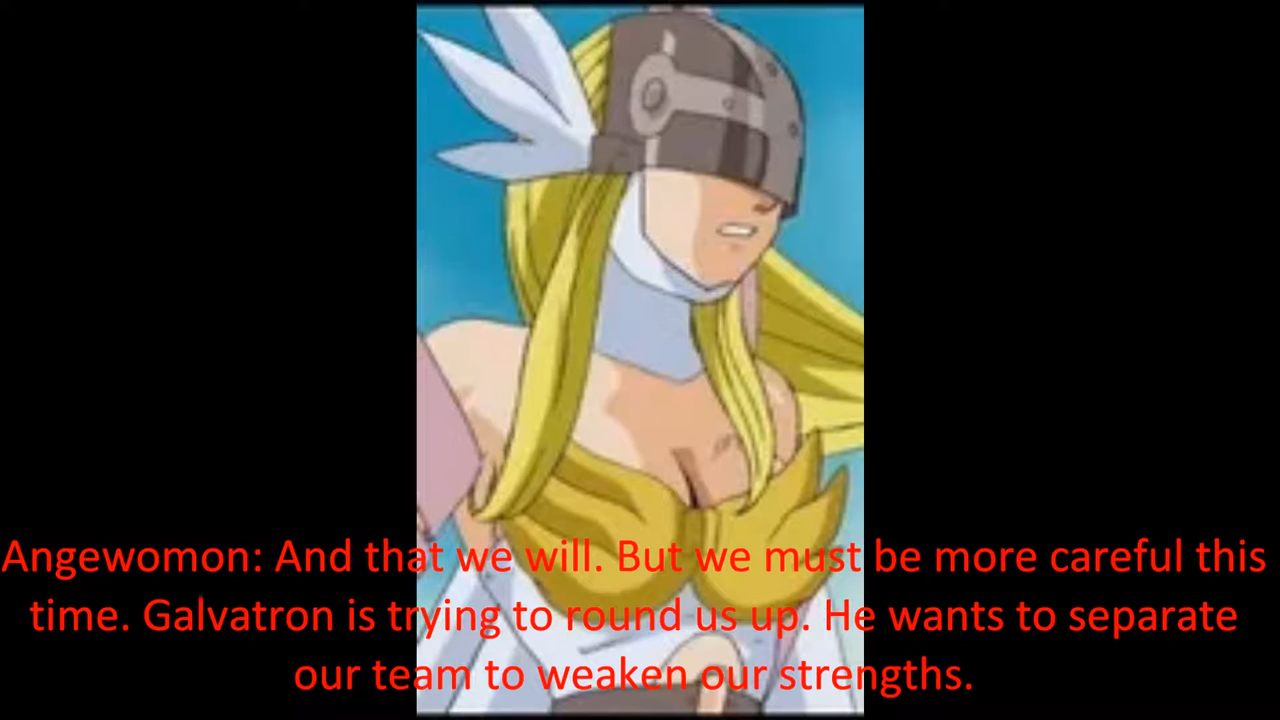 Angewomon: And that we will. But we must be more careful this
time. Galvatron is trying to round us up. He wants to separate
our team to weaken our strengths.